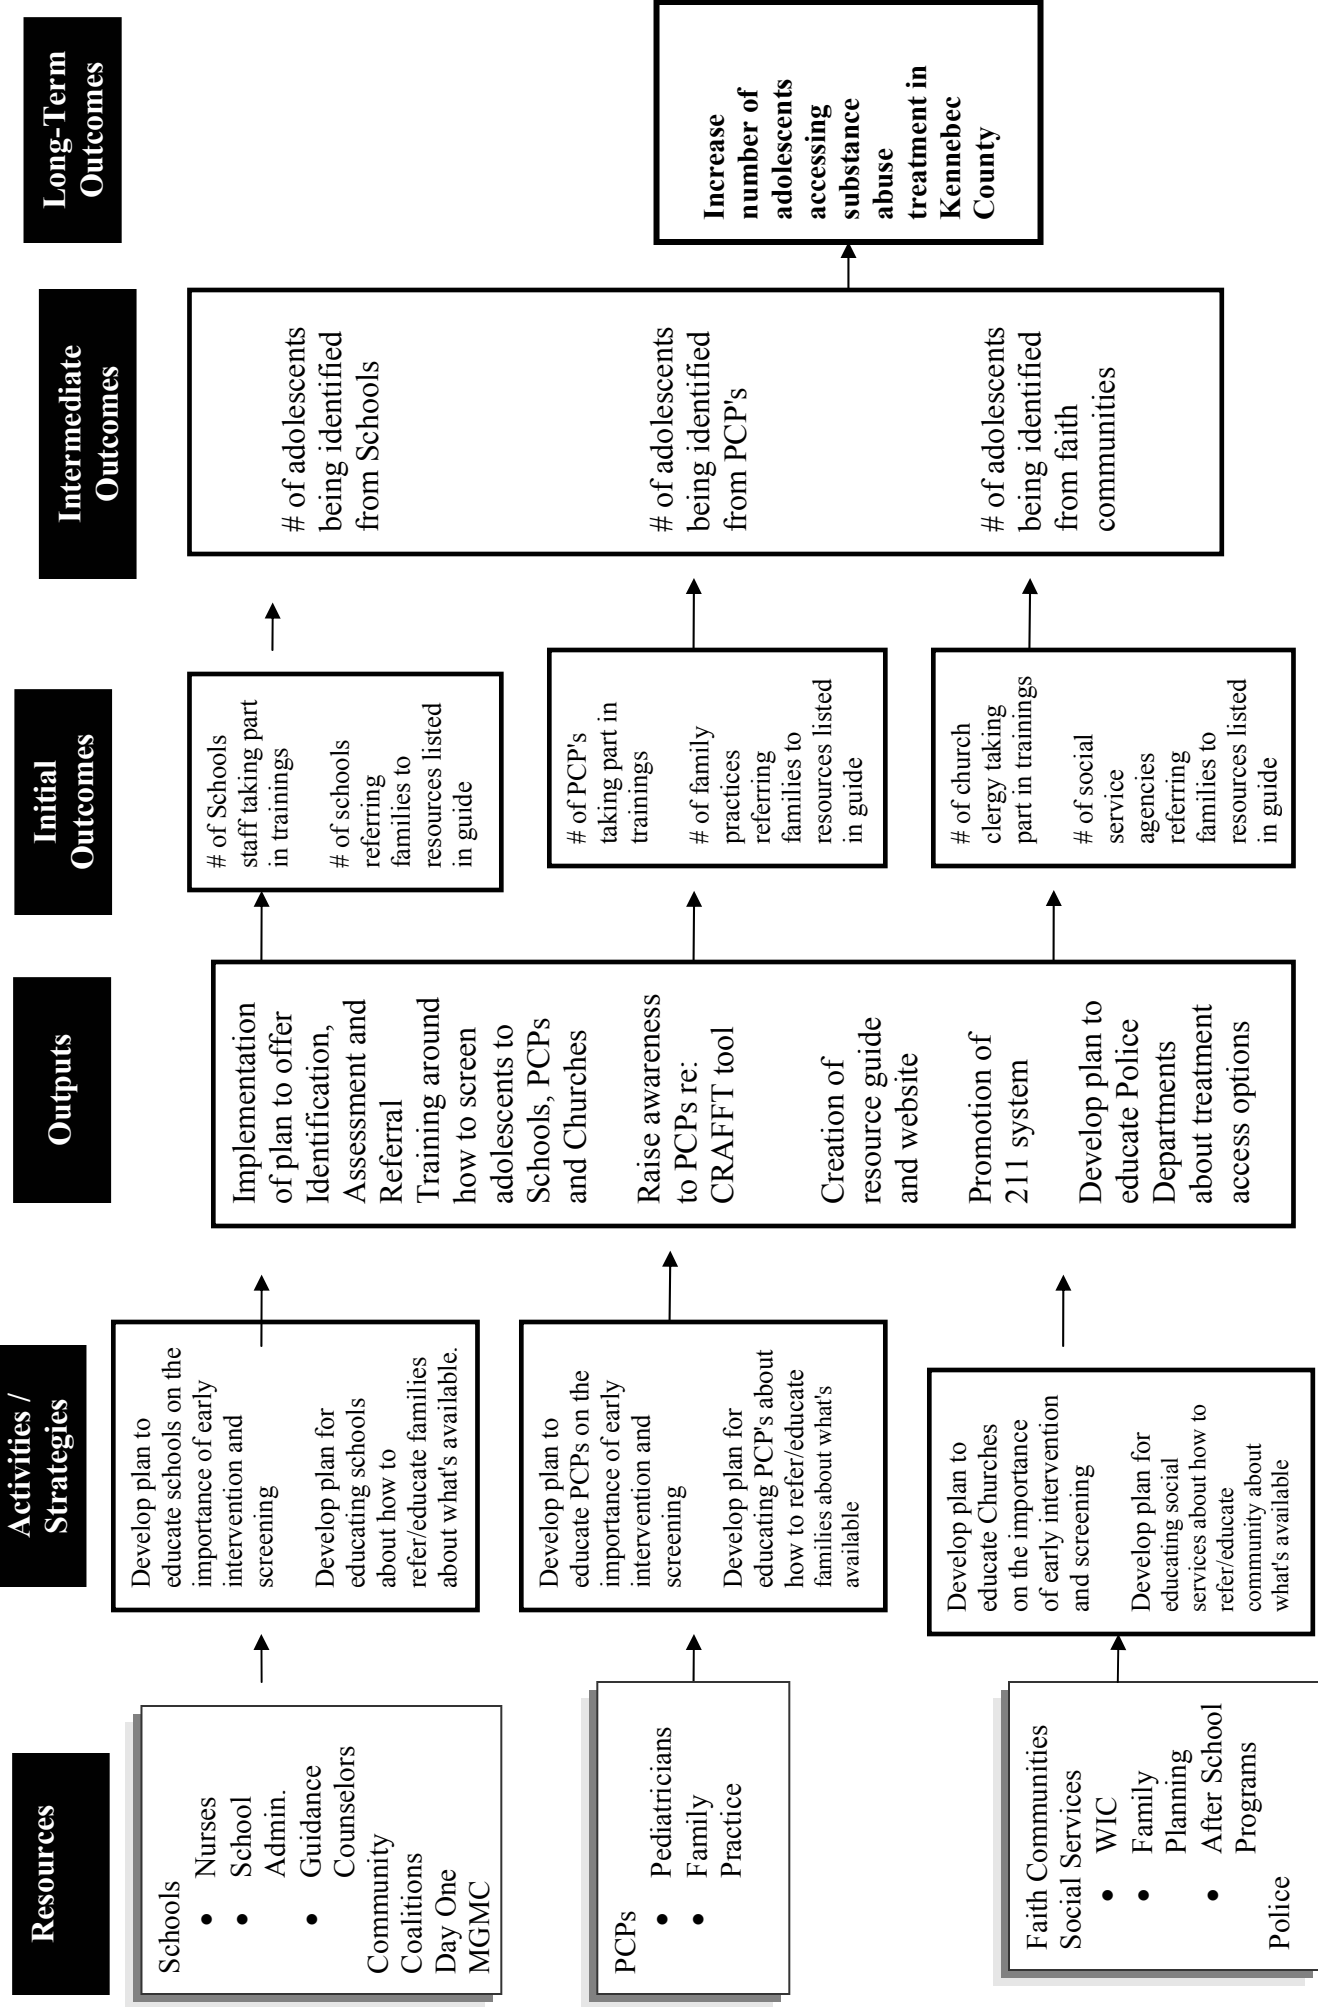 Resources
Activities /
Strategies
Outputs
Initial
Outcomes
Intermediate
Outcomes
Long-Term
Outcomes
Schools
• Nurses
• School
Admin.
• Guidance
Counselors
Community
Coalitions
Day One
MGMC
PCPs
• Pediatricians
• Family
Practice
Faith Communities
Social Services
• WIC
• Family
Planning
• After School
Programs
Police
Develop plan to
educate schools on the
importance of early
intervention and
screening
Develop plan for
educating schools
about how to
refer/educate families
about what's available.
Develop plan to
educate PCPs on the
importance of early
intervention and
screening
Develop plan for
educating PCP's about
how to refer/educate
families about what's
available
Develop plan to
educate Churches
on the importance
of early intervention
and screening
Develop plan for
educating social
services about how to
refer/educate
community about
what's available
Implementation
of plan to offer
Identification,
Assessment and
Referral
Training around
how to screen
adolescents to
Schools, PCPs
and Churches
Raise awareness
to PCPs re:
CRAFFT tool
Creation of
resource guide
and website
Promotion of
211 system
Develop plan to
educate Police
Departments
about treatment
access options
# of Schools
staff taking part
in trainings
# of schools
referring
families to
resources listed
in guide
# of PCP's
taking part in
trainings
# of family
practices
referring
families to
resources listed
in guide
# of church
clergy taking
part in trainings
# of social
service
agencies
referring
families to
resources listed
in guide
# of adolescents
being identified
from Schools
# of adolescents
being identified
from PCP's
# of adolescents
being identified
from faith
communities
Increase
number of
adolescents
accessing
substance
abuse
treatment in
Kennebec
County